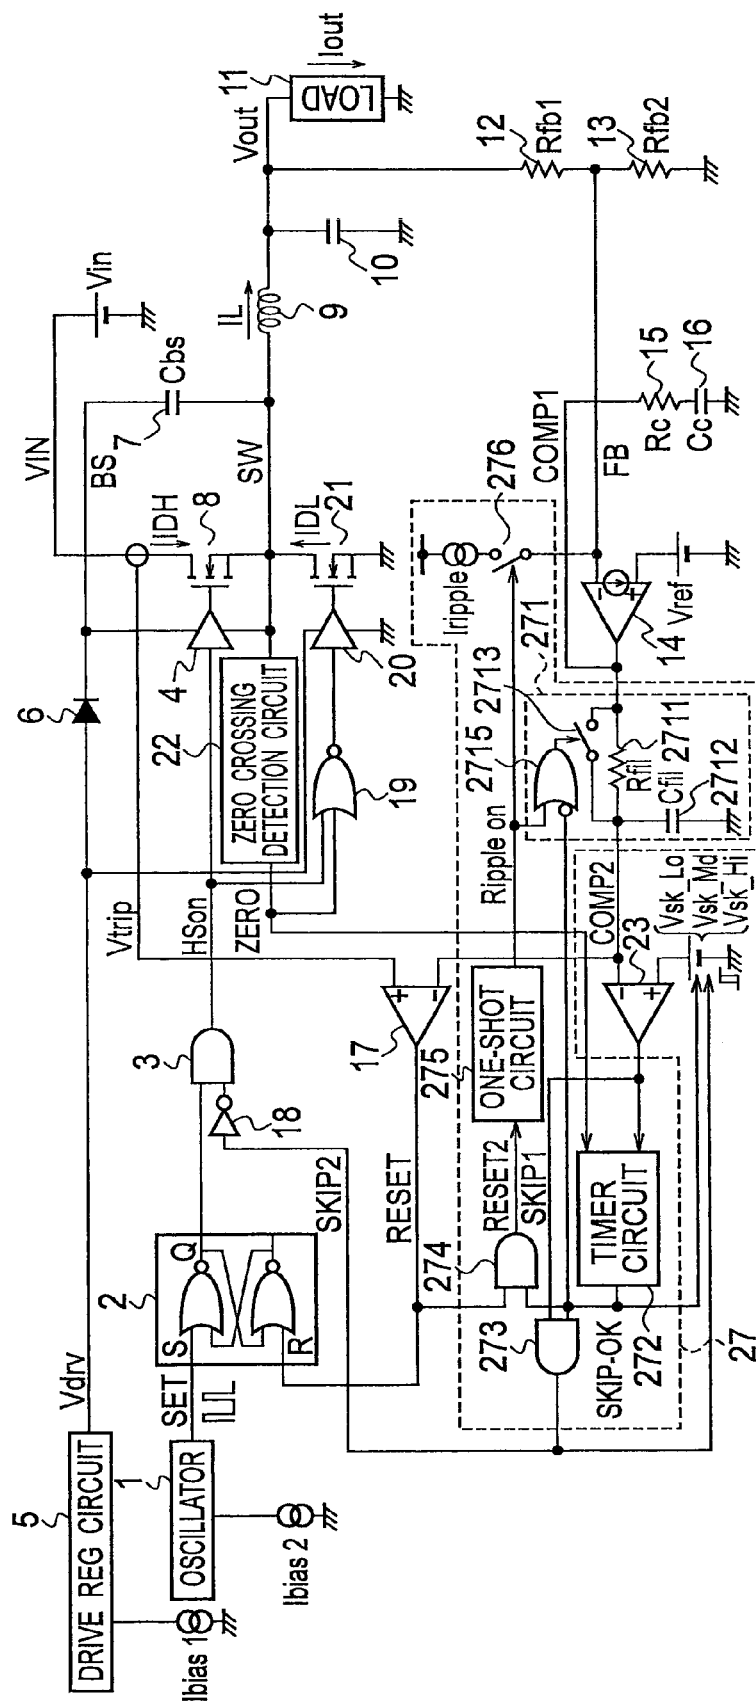 5
DRIVE REG CIRCUIT
Ibias 1
Vdrv
1
OSCILLATOR
SET
Ibias 2
2
S
Q
R
3
18
SKIP2
RESET
6
Vtrip
HSon
ZERO
4
22
ZERO CROSSING
DETECTION CIRCUIT
19
20
VIN
BS
IDH
8
SW
IDL
21
7
Cbs
Vin
IL
9
10
Vout
11
LOAD
Iout
12
Rfb1
13
Rfb2
17
275
ONE-SHOT
CIRCUIT
Ripple on
274
RESET2
SKIP1
273
SKIP-OK
TIMER
CIRCUIT
272
27
276
Iripple
271
2713
2715
Rfil
2711
Cfil
2712
COMP1
FB
14
Vref
15
Rc
16
Cc
COMP2
23
Vsk_Lo
Vsk_Md
Vsk_Hi